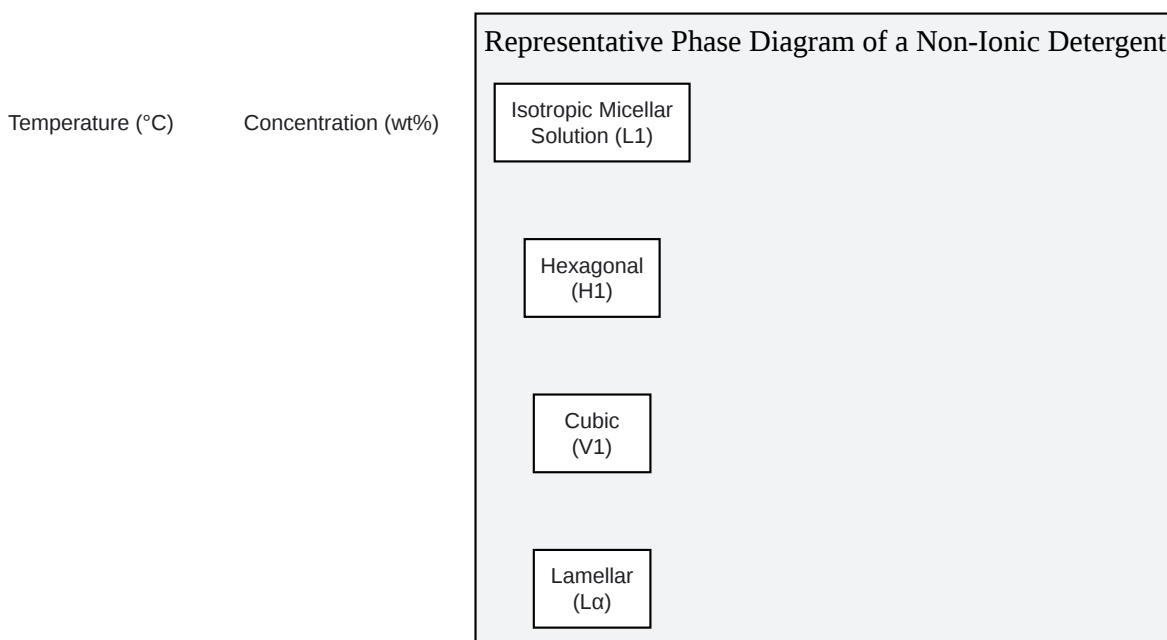 Representative Phase Diagram of a Non-Ionic Detergent
Temperature (°C)
Concentration (wt%)
Isotropic Micellar
Solution (L1)
Hexagonal
(H1)
Cubic
(V1)
Lamellar
(Lα)